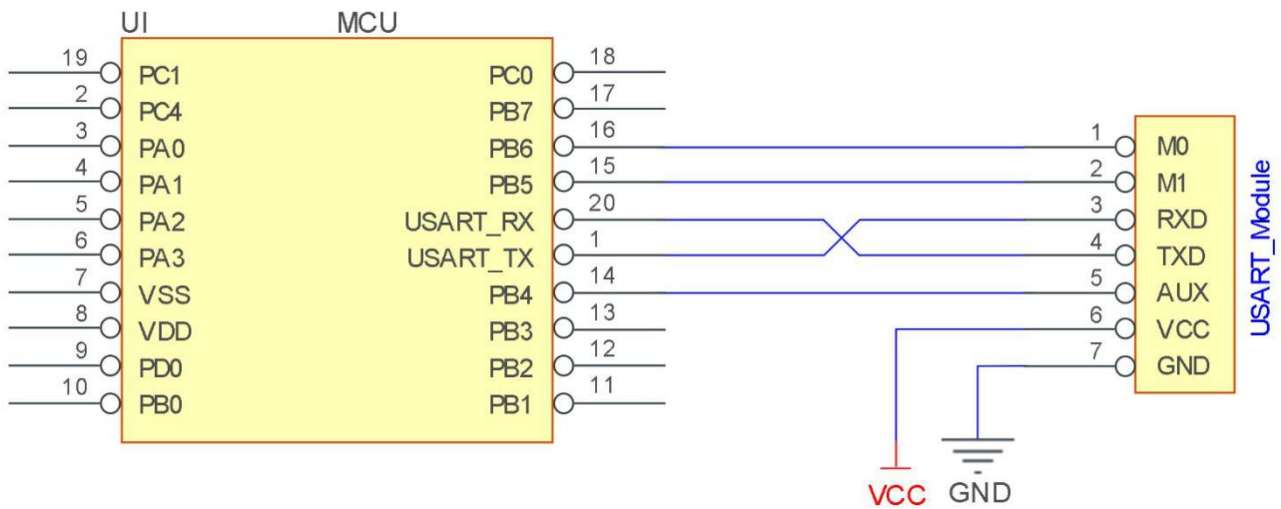 UI MCU
19 PC1 PC0 18
2 PC4 PB7 17
3 PA0 PB6 16 1 M0
4 PA1 PB5 15 2 M1
5 PA2 USART_RX 20 3 RXD
6 PA3 USART_TX 1 4 TXD
7 VSS PB4 14 5 AUX
8 VDD PB3 13 6 VCC
9 PD0 PB2 12 7 GND
10 PB0 PB1 11
USART_Module
VCC GND